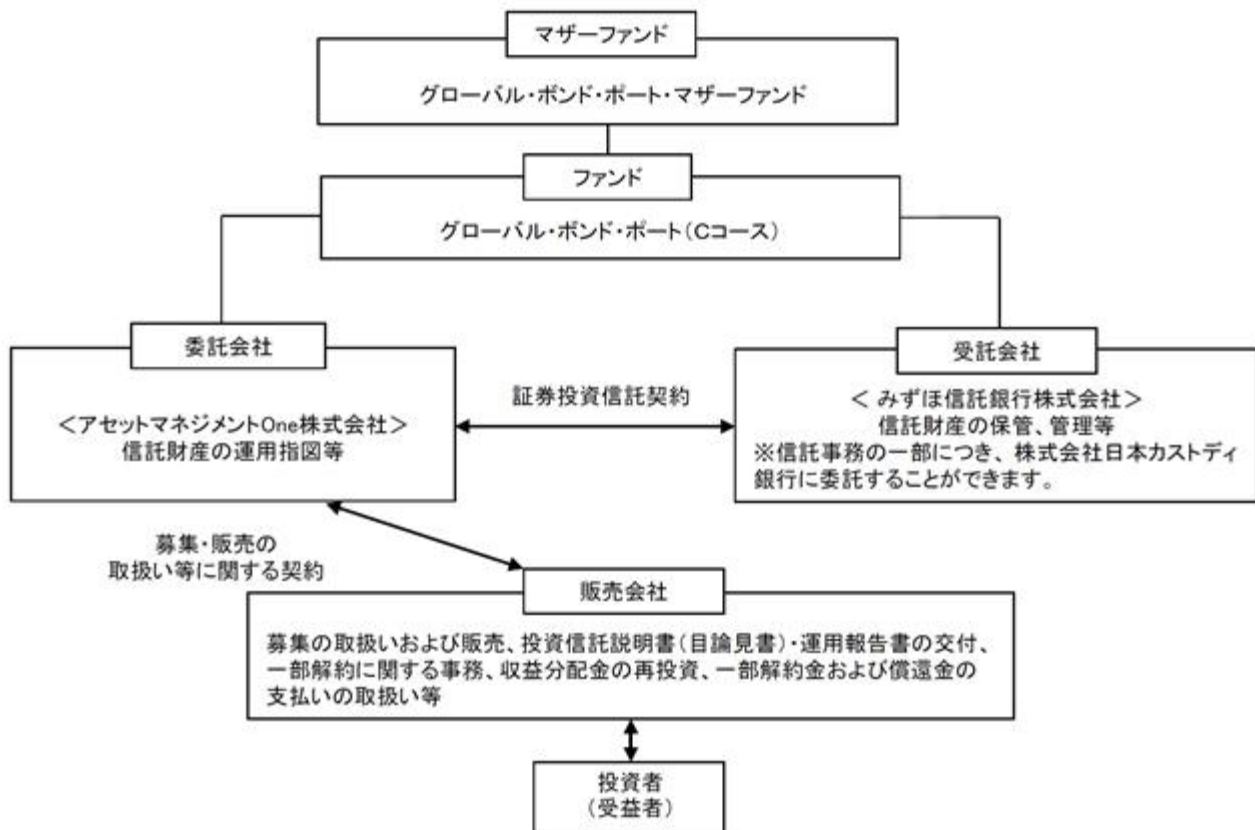 マザーファンド
グローバル・ボンド・ポート・マザーファンド
ファンド
グローバル・ボンド・ポート(Cコース)
委託会社
<アセットマネジメントOne株式会社>
信託財産の運用指図等
証券投資信託契約
受託会社
< みずほ信託銀行株式会社>
信託財産の保管、管理等
※信託事務の一部につき、株式会社日本カストディ
銀行に委託することができます。
募集・販売の
取扱い等に関する契約
販売会社
募集の取扱いおよび販売、投資信託説明書(目論見書)・運用報告書の交付、
一部解約に関する事務、収益分配金の再投資、一部解約金および償還金の
支払いの取扱い等
投資者
(受益者)